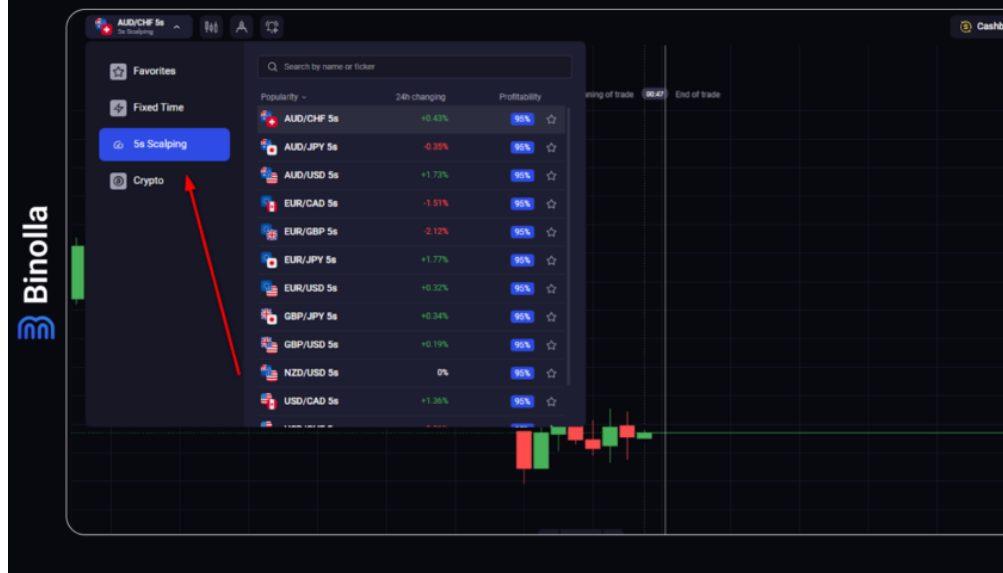 AUD/CHF 5s
5s Scalping
Cashb
Favorites
Fixed Time
5s Scalping
Crypto
Search by name or ticker
Popularity
24h changing
Profitability
AUD/CHF 5s +0.43% 95%
AUD/JPY 5s -0.35% 95%
AUD/USD 5s +1.73% 95%
EUR/CAD 5s -1.51% 95%
EUR/GBP 5s -2.12% 95%
EUR/JPY 5s +1.77% 95%
EUR/USD 5s +0.32% 95%
GBP/JPY 5s +0.34% 95%
GBP/USD 5s +0.19% 95%
NZD/USD 5s 0% 95%
USD/CAD 5s +1.36% 95%
ning of trade 00:47 End of trade
Binolla